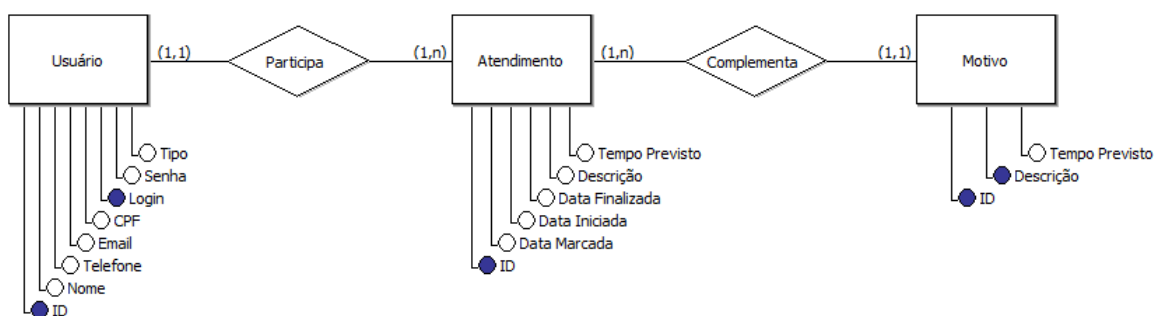 Usuário
(1,1)
Participa
(1,n)
Atendimento
(1,n)
Complementa
(1,1)
Motivo
Tipo
Senha
Login
CPF
Email
Telefone
Nome
ID
Tempo Previsto
Descrição
Data Finalizada
Data Iniciada
Data Marcada
ID
Tempo Previsto
Descrição
ID